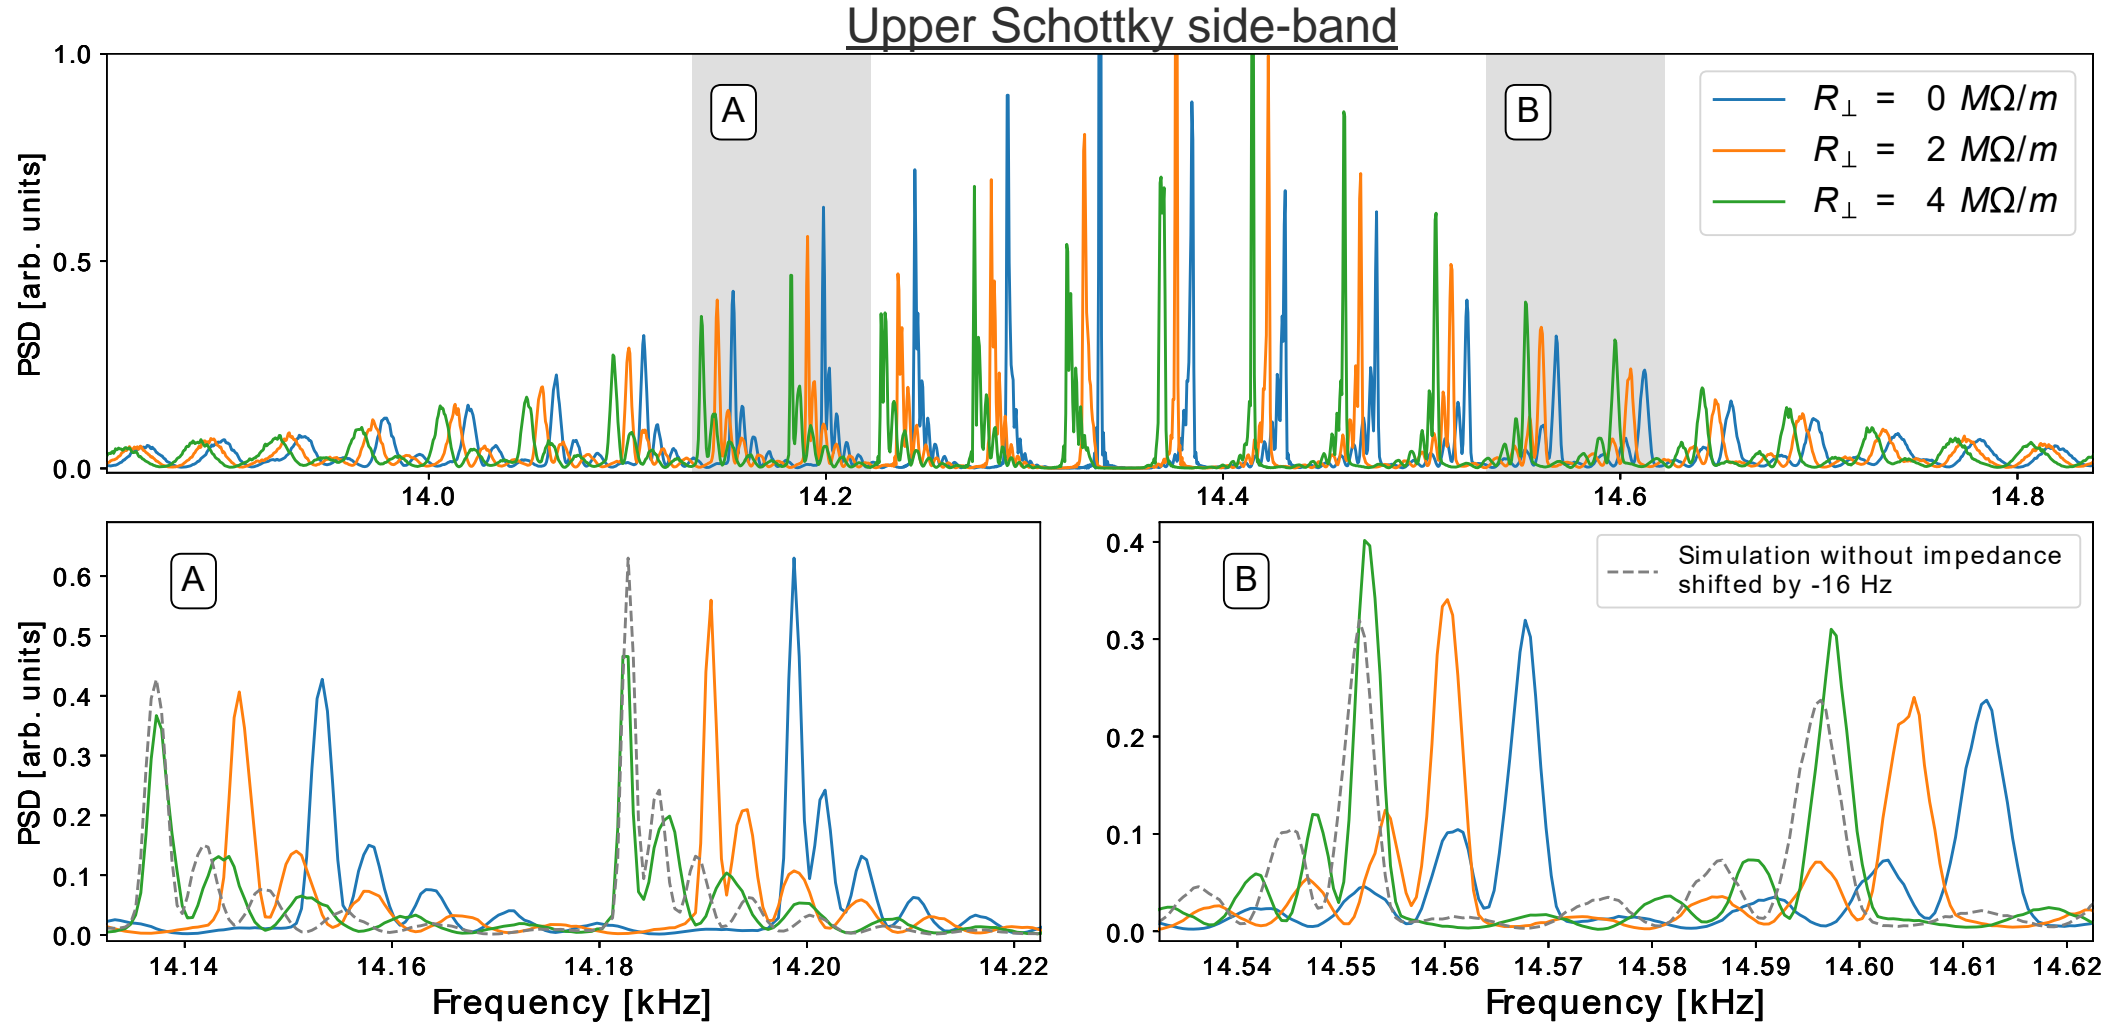 Upper Schottky side-band
1.0
0.5
0.0
PSD [arb. units]
A
B
R⊥ = 0 MΩ/m
R⊥ = 2 MΩ/m
R⊥ = 4 MΩ/m
14.0 14.2 14.4 14.6 14.8
0.6
0.5
0.4
0.3
0.2
0.1
0.0
PSD [arb. units]
A
14.14 14.16 14.18 14.20 14.22
Frequency [kHz]
0.4
0.3
0.2
0.1
0.0
B
Simulation without impedance
shifted by -16 Hz
14.54 14.55 14.56 14.57 14.58 14.59 14.60 14.61 14.62
Frequency [kHz]